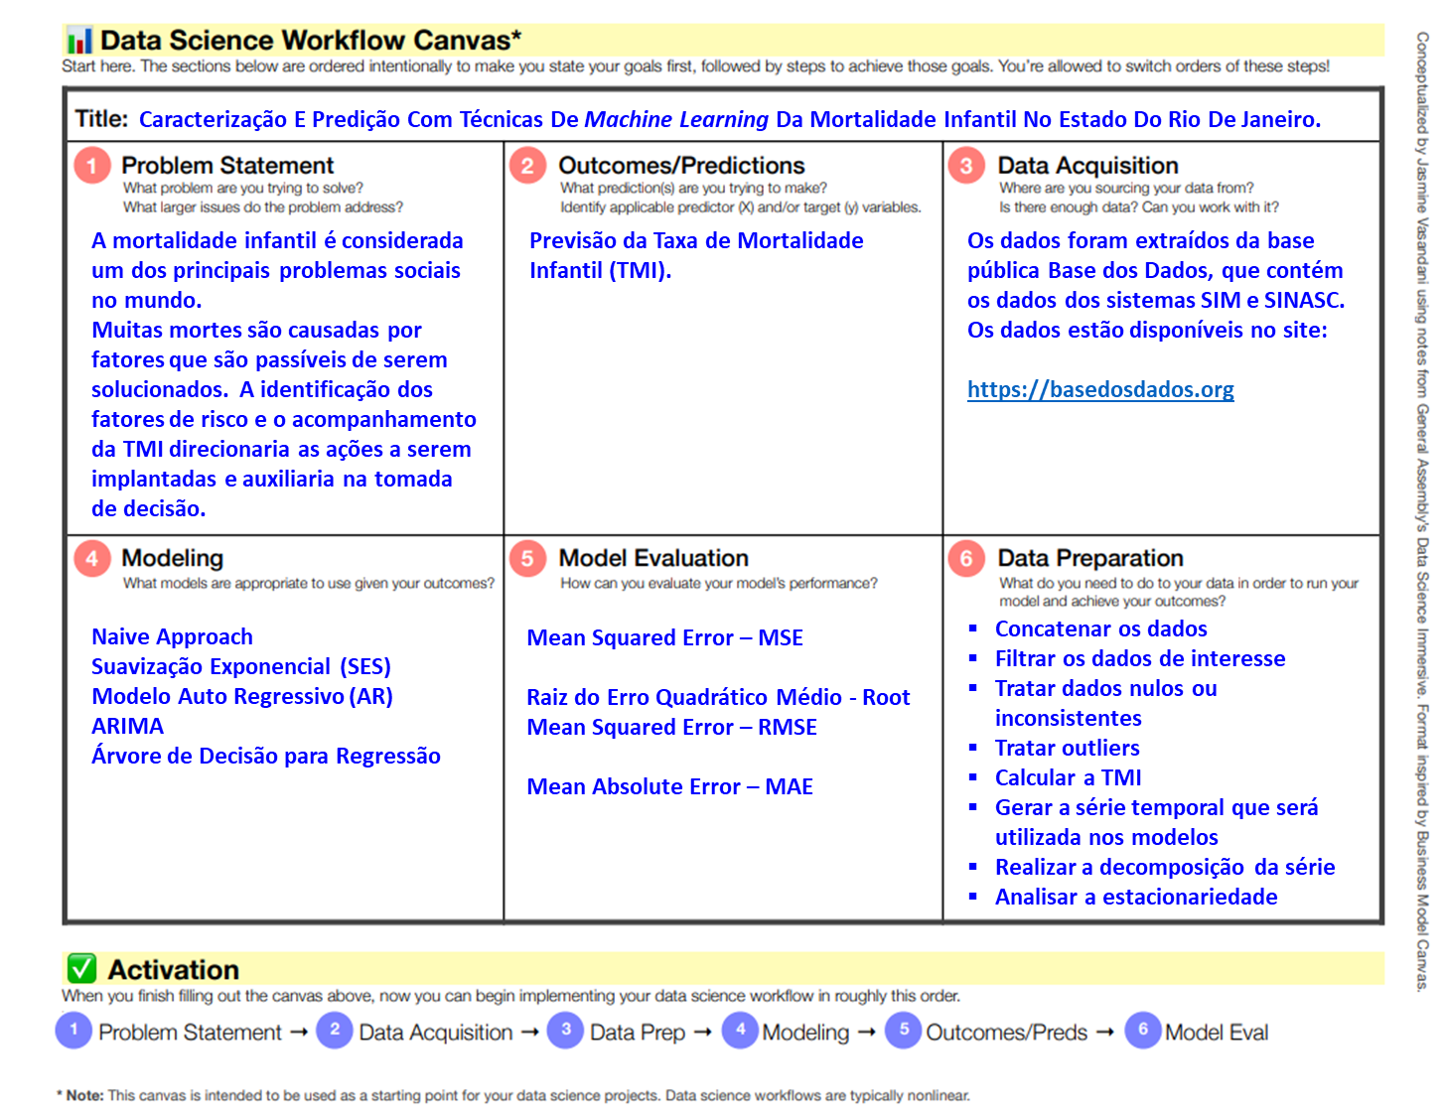 Data Science Workflow Canvas*
Start here. The sections below are ordered intentionally to make you state your goals first, followed by steps to achieve those goals. You're allowed to switch orders of these steps!
Title: Caracterização E Predição Com Técnicas De Machine Learning Da Mortalidade Infantil No Estado Do Rio De Janeiro.
1 Problem Statement
What problem are you trying to solve?
What larger issues do the problem address?
A mortalidade infantil é considerada
um dos principais problemas sociais
no mundo.
Muitas mortes são causadas por
fatores que são passíveis de serem
solucionados. A identificação dos
fatores de risco e o acompanhamento
da TMI direcionaria as ações a serem
implantadas e auxiliaria na tomada
de decisão.
2 Outcomes/Predictions
What prediction(s) are you trying to make?
Identify applicable predictor (X) and/or target (y) variables.
Previsão da Taxa de Mortalidade
Infantil (TMI).
3 Data Acquisition
Where are you sourcing your data from?
Is there enough data? Can you work with it?
Os dados foram extraídos da base
pública Base dos Dados, que contém
os dados dos sistemas SIM e SINASC.
Os dados estão disponíveis no site:
https://basedosdados.org
4 Modeling
What models are appropriate to use given your outcomes?
Naive Approach
Suavização Exponencial (SES)
Modelo Auto Regressivo (AR)
ARIMA
Árvore de Decisão para Regressão
5 Model Evaluation
How can you evaluate your model's performance?
Mean Squared Error – MSE
Raiz do Erro Quadrático Médio - Root
Mean Squared Error – RMSE
Mean Absolute Error – MAE
6 Data Preparation
What do you need to do to your data in order to run your
model and achieve your outcomes?
▪ Concatenar os dados
▪ Filtrar os dados de interesse
▪ Tratar dados nulos ou
inconsistentes
▪ Tratar outliers
▪ Calcular a TMI
▪ Gerar a série temporal que será
utilizada nos modelos
▪ Realizar a decomposição da série
▪ Analisar a estacionariedade
Activation
When you finish filling out the canvas above, now you can begin implementing your data science workflow in roughly this order.
1 Problem Statement → 2 Data Acquisition → 3 Data Prep → 4 Modeling → 5 Outcomes/Preds → 6 Model Eval
* Note: This canvas is intended to be used as a starting point for your data science projects. Data science workflows are typically nonlinear.
Conceptualized by Jasmine Vasandani using notes from General Assembly's Data Science Immersive. Format inspired by Business Model Canvas.